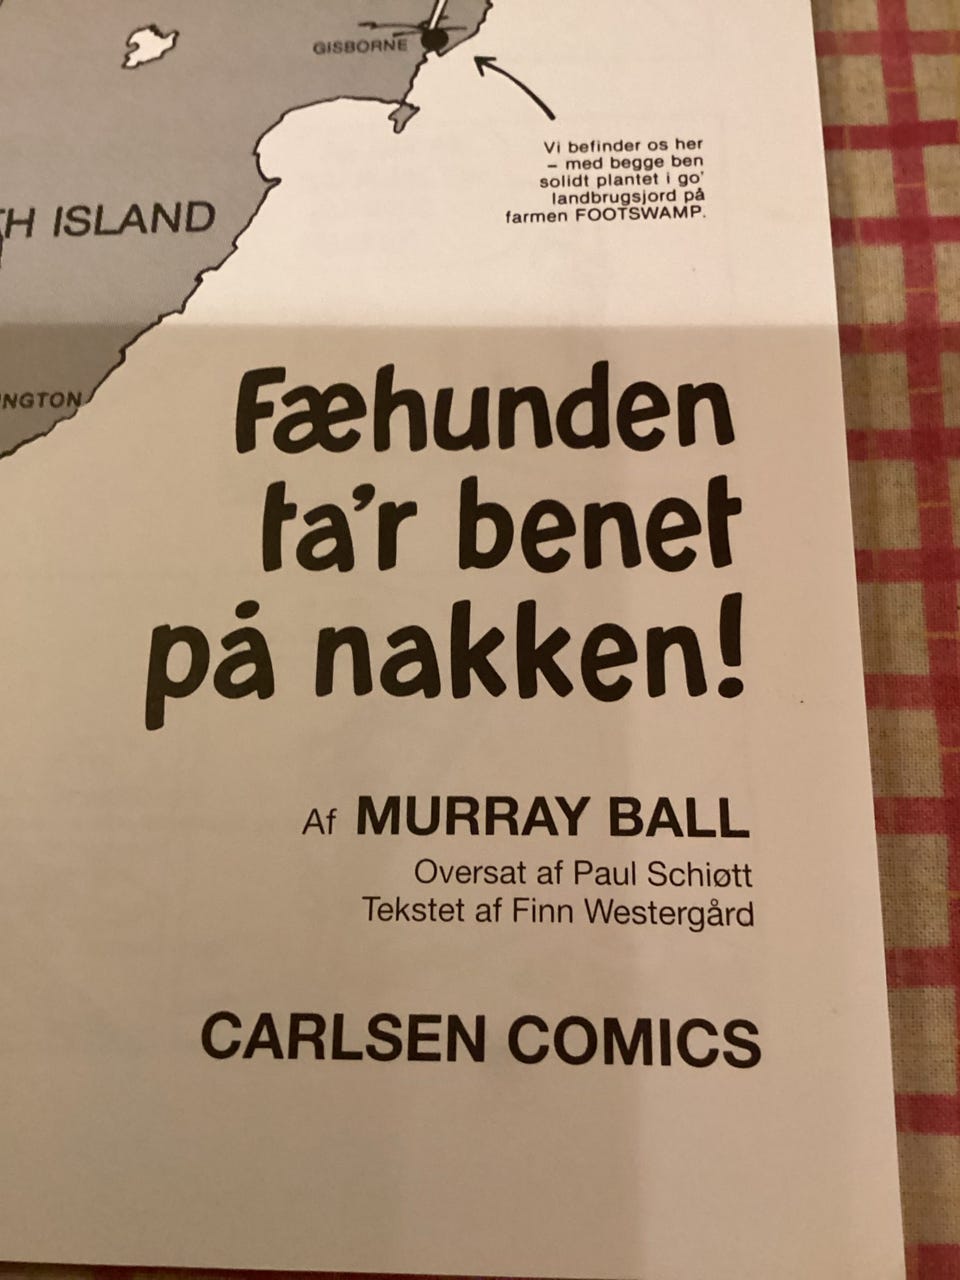 GISBORNE
Vi befinder os her
– med begge ben
solidt plantet i go'
landbrugsjord på
farmen FOOTSWAMP.
H ISLAND
NGTON
Fæhunden
ta'r benet
på nakken!
Af MURRAY BALL
Oversat af Paul Schiøtt
Tekstet af Finn Westergård
CARLSEN COMICS